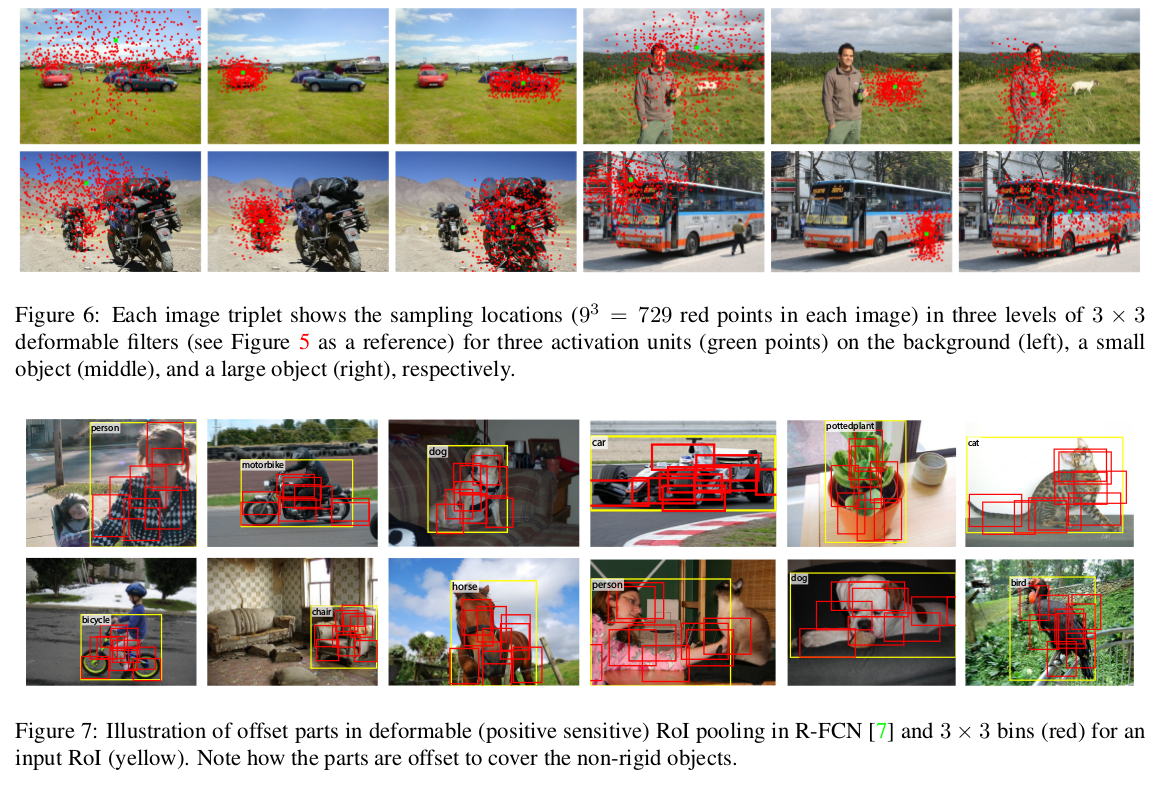 Figure 6: Each image triplet shows the sampling locations (9³ = 729 red points in each image) in three levels of 3 × 3
deformable filters (see Figure 5 as a reference) for three activation units (green points) on the background (left), a small
object (middle), and a large object (right), respectively.
person
motorbike
dog
car
pottedplant
cat
bicycle
chair
horse
person
dog
bird
Figure 7: Illustration of offset parts in deformable (positive sensitive) RoI pooling in R-FCN [7] and 3 × 3 bins (red) for an
input RoI (yellow). Note how the parts are offset to cover the non-rigid objects.